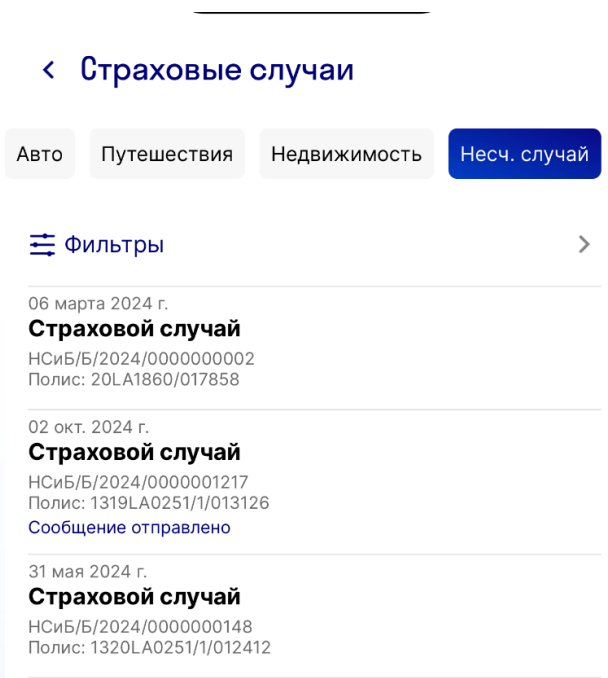 Страховые случаи
Авто Путешествия Недвижимость Несч. случай
Фильтры
06 марта 2024 г.
Страховой случай
НСиБ/Б/2024/0000000002
Полис: 20LA1860/017858
02 окт. 2024 г.
Страховой случай
НСиБ/Б/2024/0000001217
Полис: 1319LA0251/1/013126
Сообщение отправлено
31 мая 2024 г.
Страховой случай
НСиБ/Б/2024/0000000148
Полис: 1320LA0251/1/012412